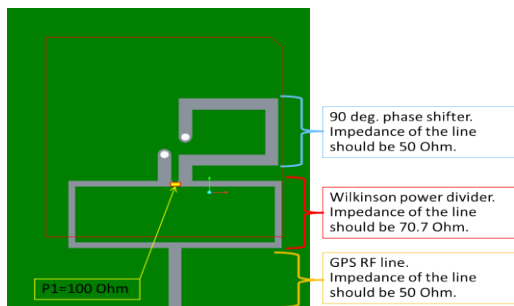 90 deg. phase shifter.
Impedance of the line
should be 50 Ohm.
Wilkinson power divider.
Impedance of the line
should be 70.7 Ohm.
GPS RF line.
Impedance of the line
should be 50 Ohm.
P1=100 Ohm